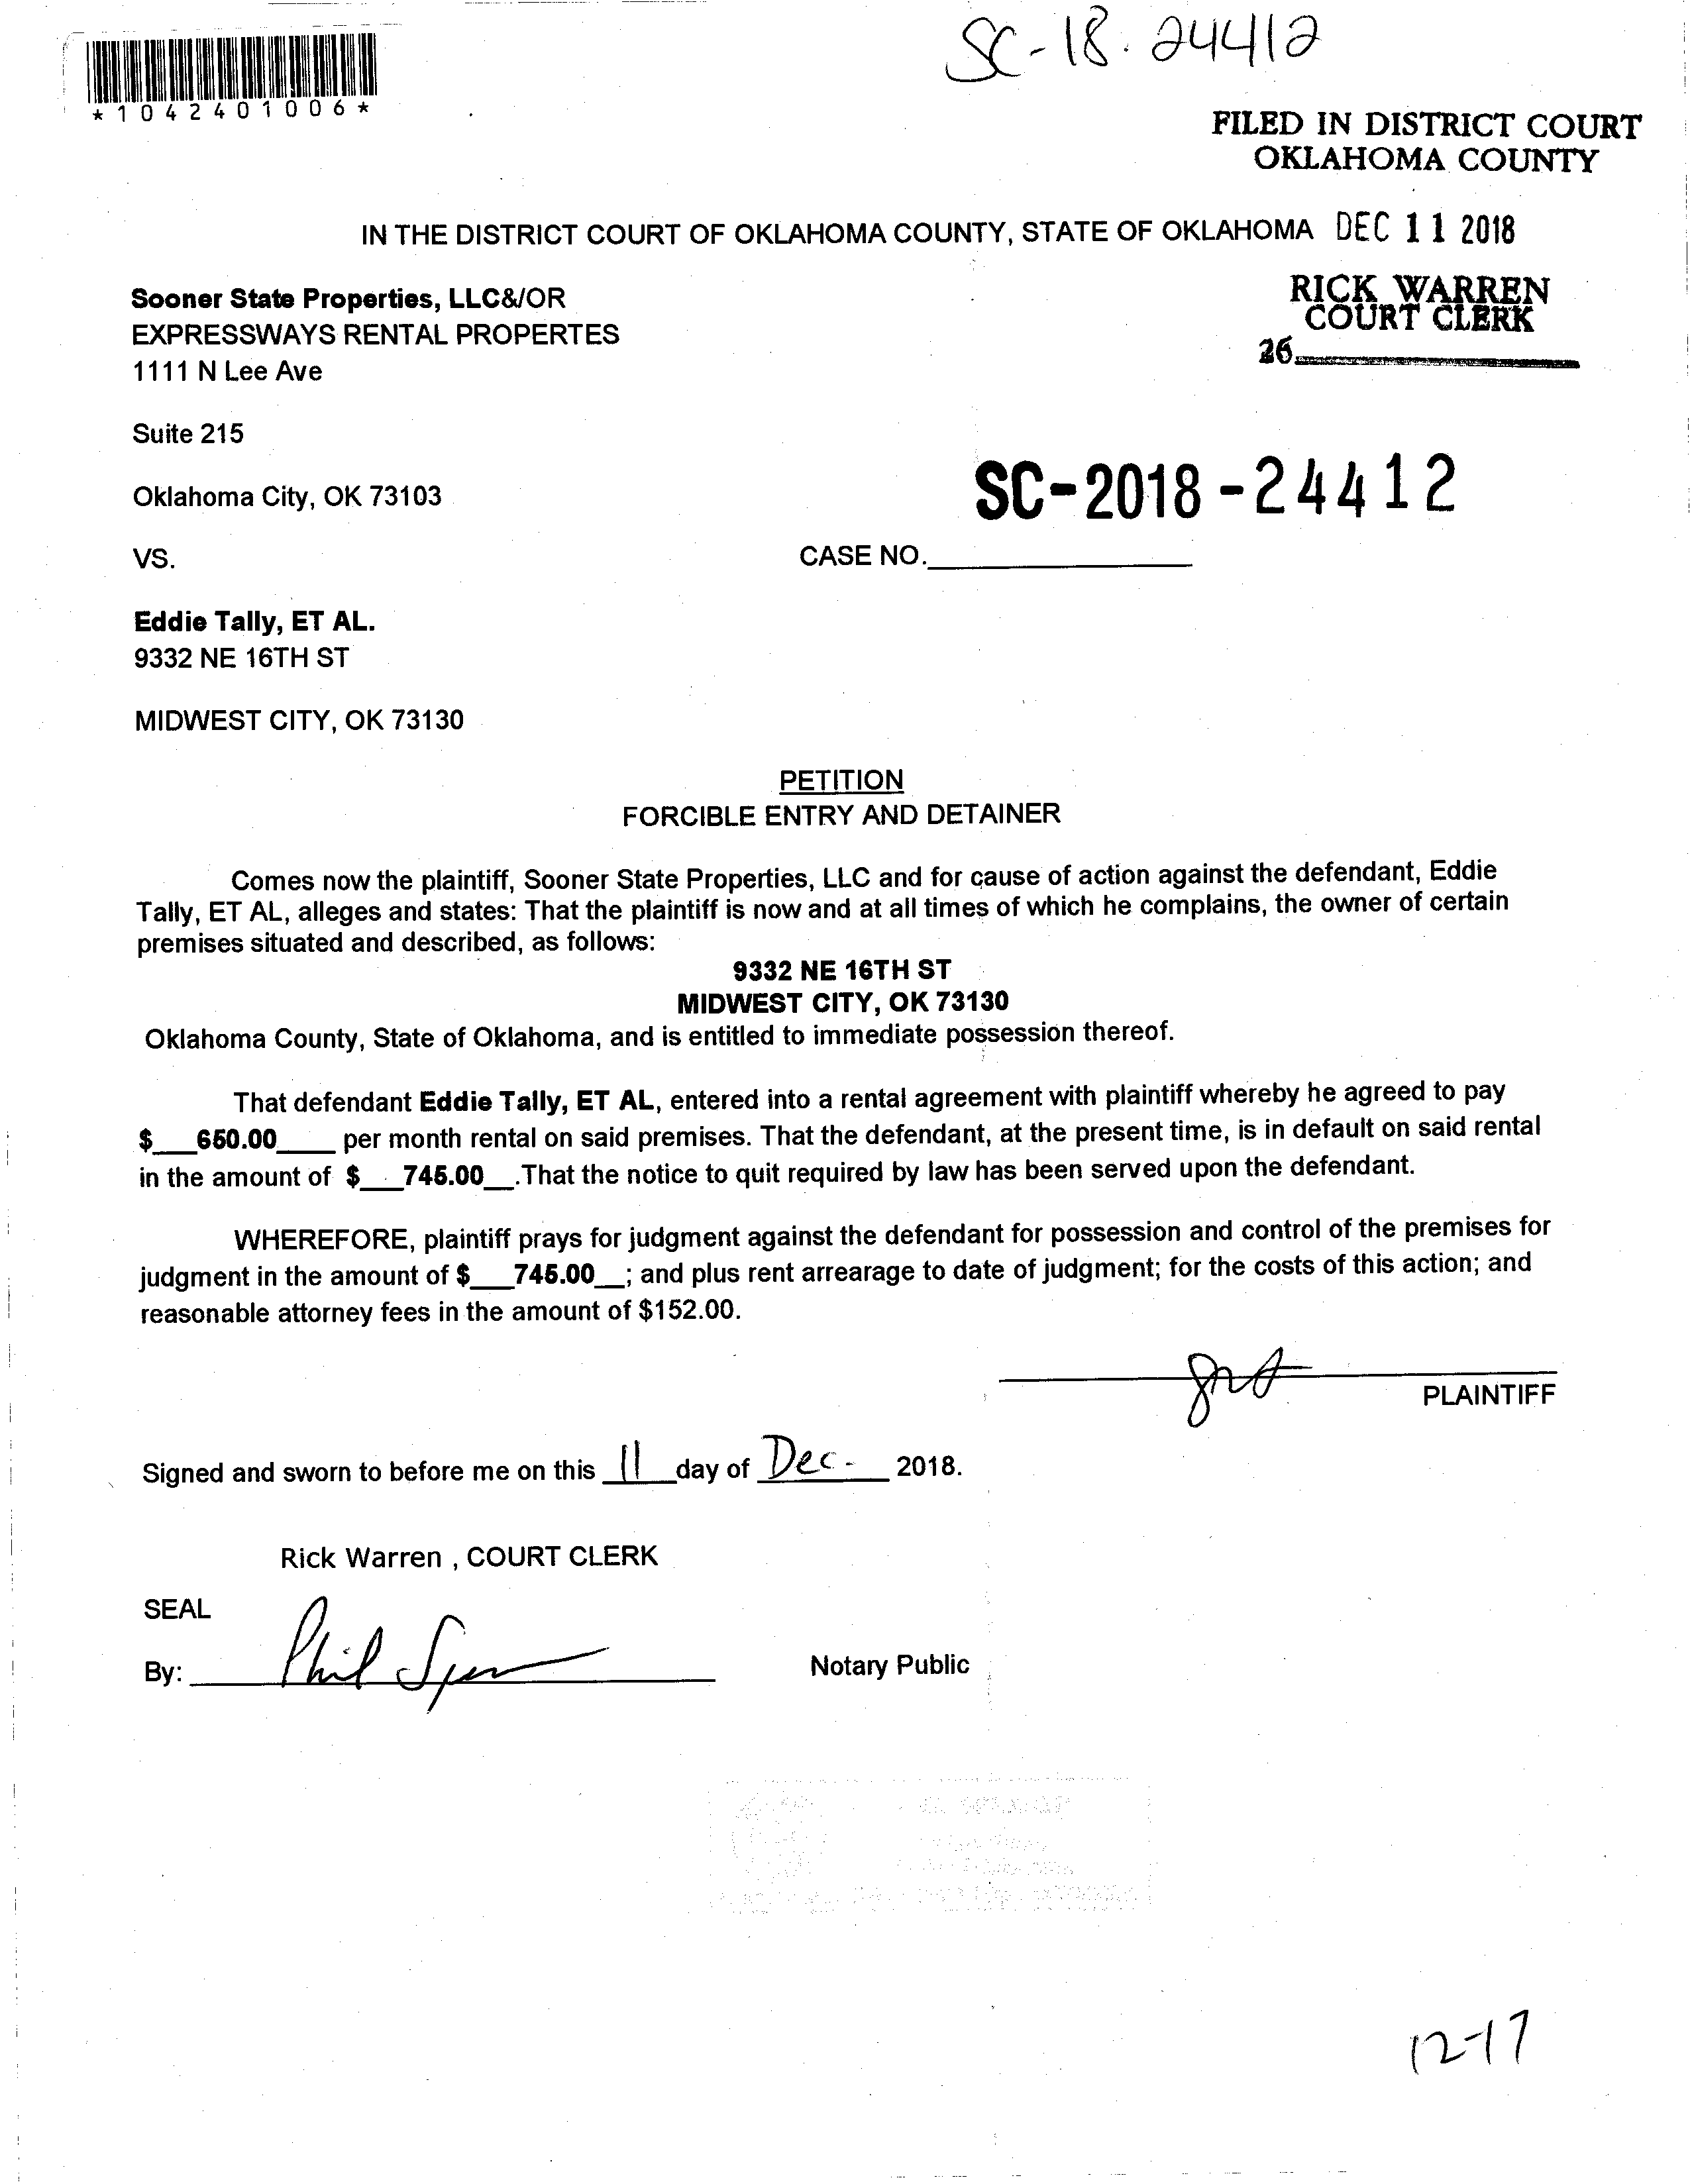 SC-18-24412
*1042401006*
FILED IN DISTRICT COURT
OKLAHOMA COUNTY
IN THE DISTRICT COURT OF OKLAHOMA COUNTY, STATE OF OKLAHOMA DEC 11 2018
Sooner State Properties, LLC&/OR
RICK WARREN
COURT CLERK
EXPRESSWAYS RENTAL PROPERTES
26
1111 N Lee Ave
Suite 215
Oklahoma City, OK 73103
SC-2018-24412
VS.
CASE NO.
Eddie Tally, ET AL.
9332 NE 16TH ST
MIDWEST CITY, OK 73130
PETITION
FORCIBLE ENTRY AND DETAINER
Comes now the plaintiff, Sooner State Properties, LLC and for cause of action against the defendant, Eddie
Tally, ET AL, alleges and states: That the plaintiff is now and at all times of which he complains, the owner of certain
premises situated and described, as follows:
9332 NE 16TH ST
MIDWEST CITY, OK 73130
Oklahoma County, State of Oklahoma, and is entitled to immediate possession thereof.
That defendant Eddie Tally, ET AL, entered into a rental agreement with plaintiff whereby he agreed to pay
$___650.00____ per month rental on said premises. That the defendant, at the present time, is in default on said rental
in the amount of $___745.00__.That the notice to quit required by law has been served upon the defendant.
WHEREFORE, plaintiff prays for judgment against the defendant for possession and control of the premises for
judgment in the amount of $___745.00__; and plus rent arrearage to date of judgment; for the costs of this action; and
reasonable attorney fees in the amount of $152.00.
PLAINTIFF
Signed and sworn to before me on this 11 day of Dec- 2018.
Rick Warren , COURT CLERK
SEAL
By: Phil
Notary Public
12-17